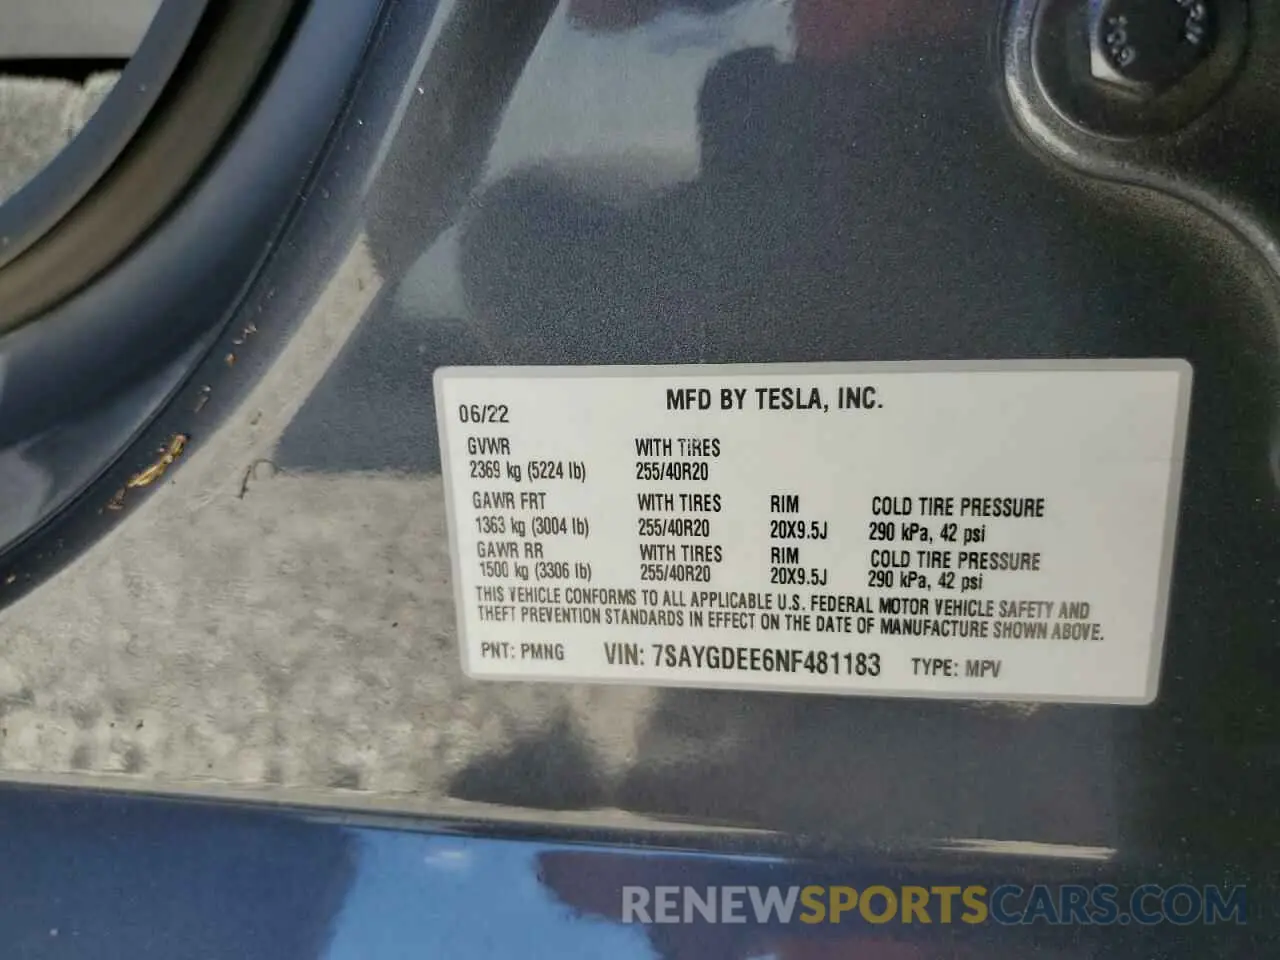 MFD BY TESLA, INC.
06/22
GVWR WITH TIRES
2369 kg (5224 lb) 255/40R20
GAWR FRT WITH TIRES RIM COLD TIRE PRESSURE
1363 kg (3004 lb) 255/40R20 20X9.5J 290 kPa, 42 psi
GAWR RR WITH TIRES RIM COLD TIRE PRESSURE
1500 kg (3306 lb) 255/40R20 20X9.5J 290 kPa, 42 psi
THIS VEHICLE CONFORMS TO ALL APPLICABLE U.S. FEDERAL MOTOR VEHICLE SAFETY AND
THEFT PREVENTION STANDARDS IN EFFECT ON THE DATE OF MANUFACTURE SHOWN ABOVE.
PNT: PMNG VIN: 7SAYGDEE6NF481183 TYPE: MPV
RENEWSPORTSCARS.COM